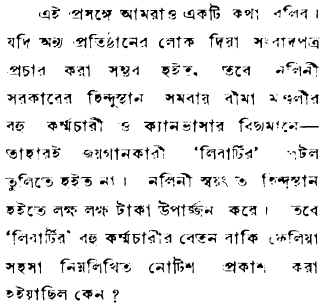 এই প্রসঙ্গে আমরাও একটি কথা বলিব।
যদি অন্য প্রতিষ্ঠানের লোক দিয়া সংবাদপত্র
প্রচার করা সম্ভব হইত, তবে নলিনী
সরকারের হিন্দুস্থান সমবায় বীমা মণ্ডলীর
বহু কর্ম্মচারী ও ক্যানভাসার বিদ্যমানে—
তাহারই জয়গানকারী 'লিবার্টির' পটল
তুলিতে হইত না। নলিনী স্বয়ং ত হিন্দুস্থান
হইতে লক্ষ লক্ষ টাকা উপার্জ্জন করে। তবে
'লিবার্টির' বহু কর্ম্মচারীর বেতন বাকি ফেলিয়া
সহসা নিম্নলিখিত নোটিশ প্রকাশ করা
হইয়াছিল কেন?